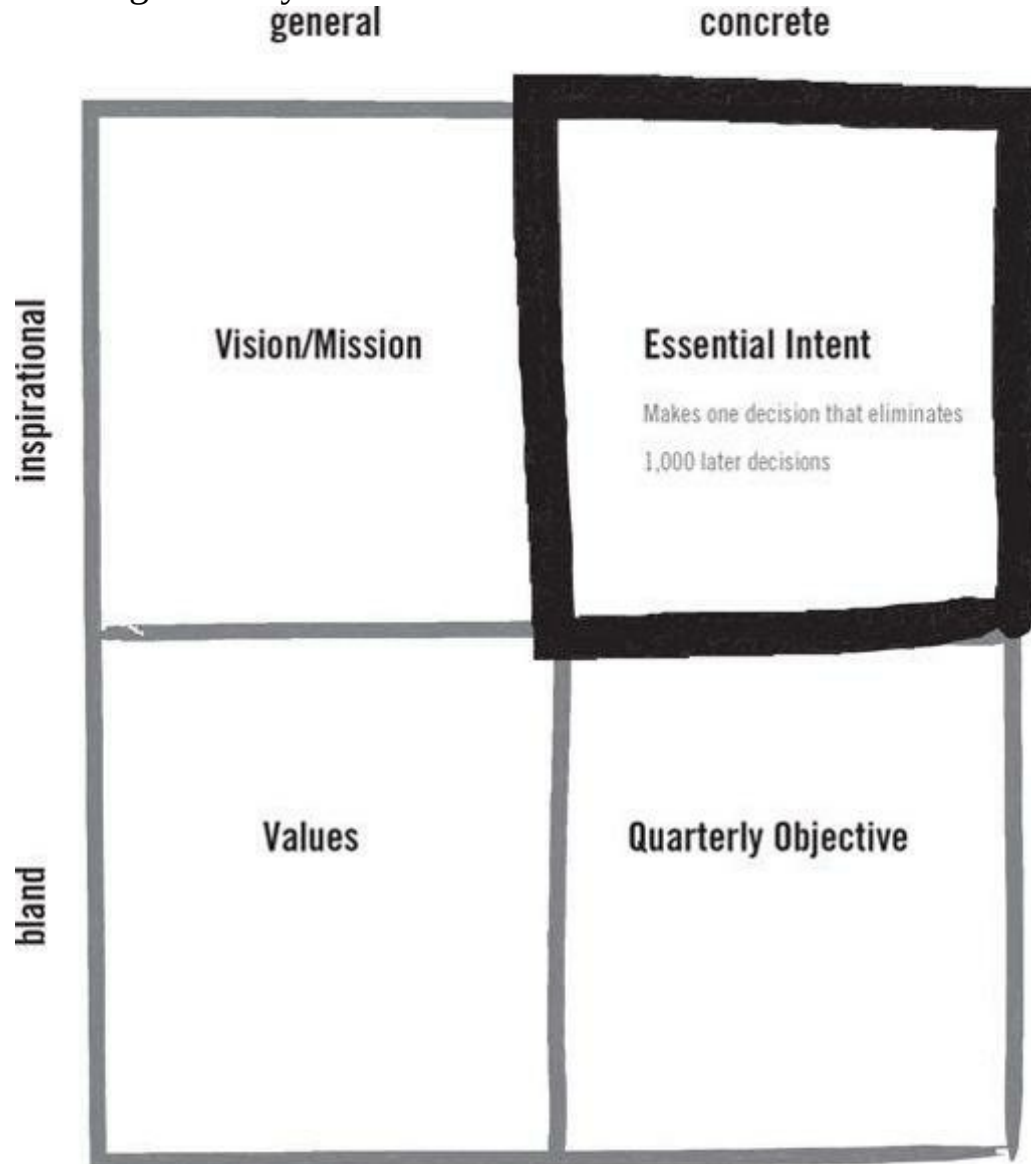 general concrete
inspirational
Vision/Mission
Essential Intent
Makes one decision that eliminates
1,000 later decisions
bland
Values
Quarterly Objective